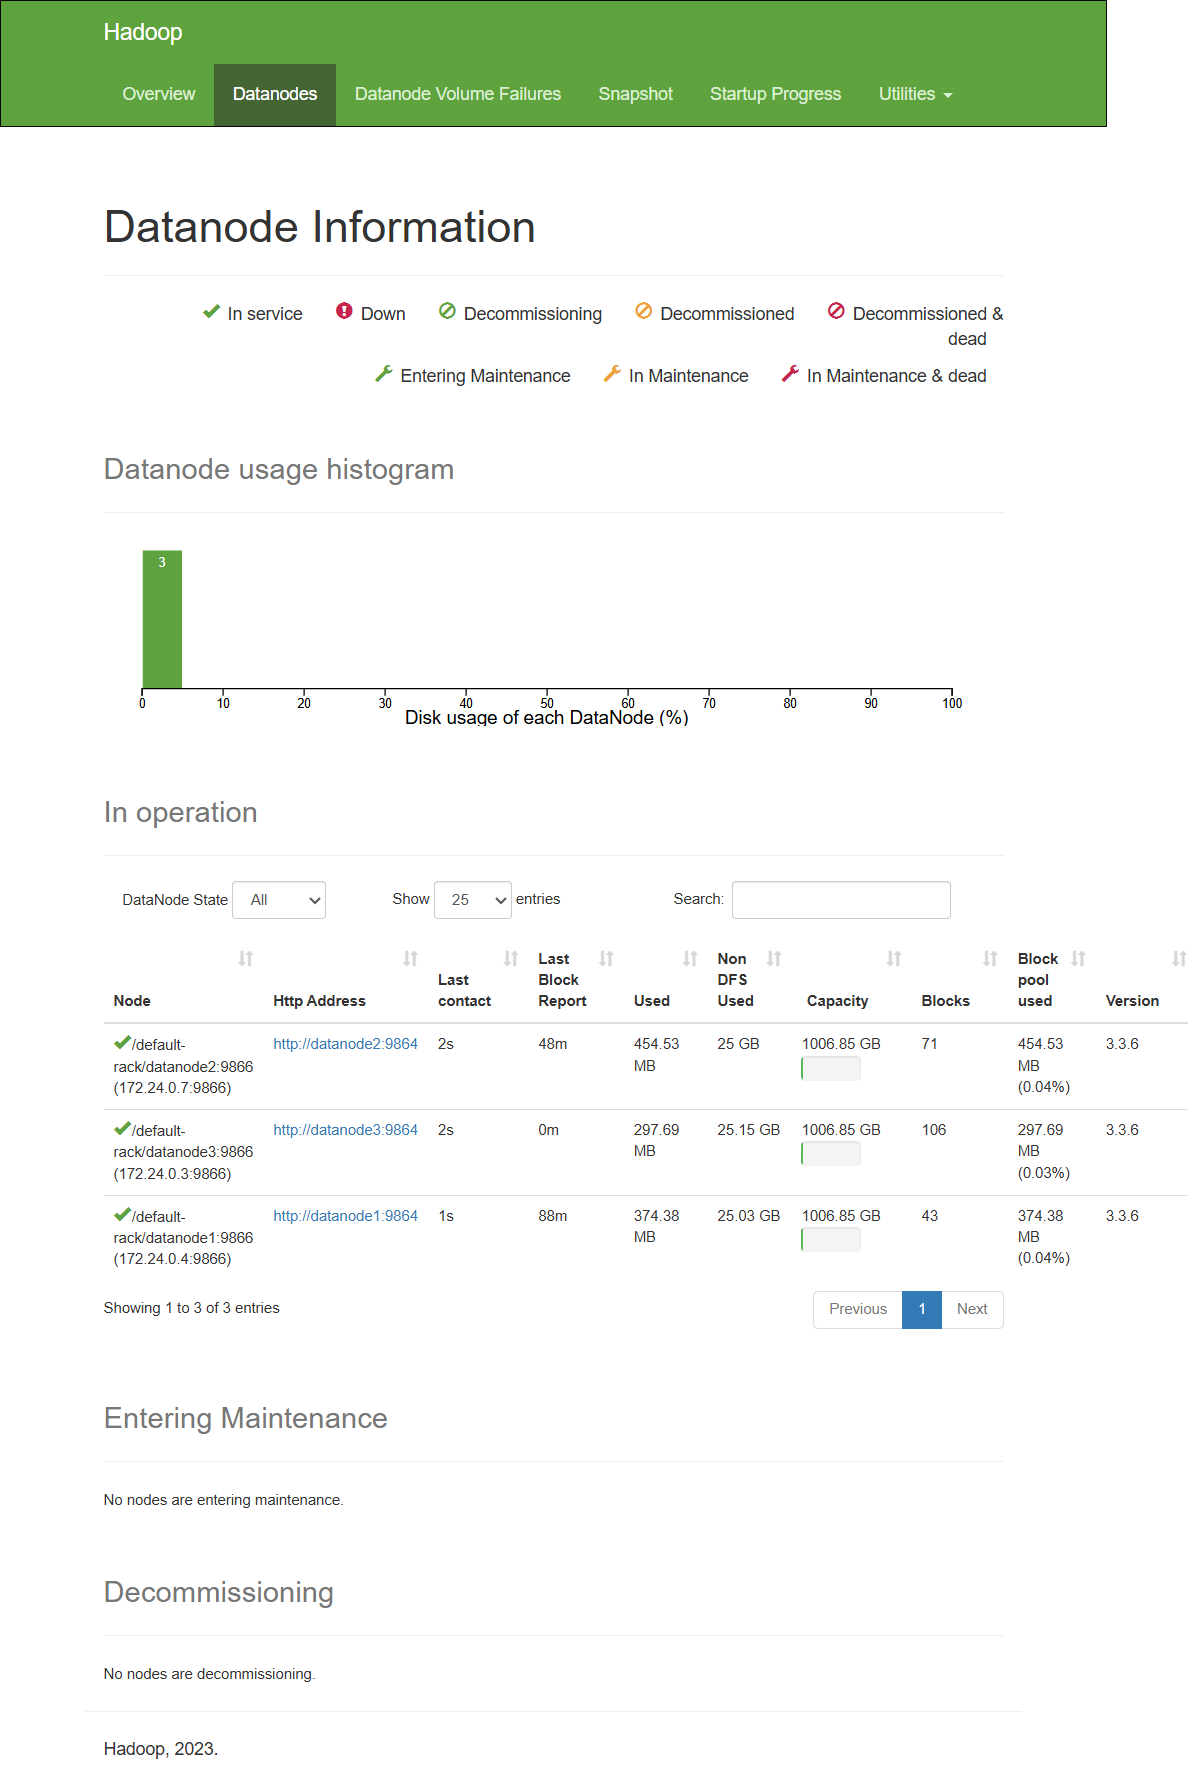 Hadoop
Overview Datanodes Datanode Volume Failures Snapshot Startup Progress Utilities
Datanode Information
In service Down Decommissioning Decommissioned Decommissioned &
dead
Entering Maintenance In Maintenance In Maintenance & dead
Datanode usage histogram
3
0 10 20 30 40 50 60 70 80 90 100
Disk usage of each DataNode (%)
In operation
DataNode State All Show 25 entries Search:
Node Http Address Last contact Last Block Report Used Non DFS Used Capacity Blocks Block pool used Version
/default- http://datanode2:9864 2s 48m 454.53 25 GB 1006.85 GB 71 454.53 3.3.6
rack/datanode2:9866 MB MB
(172.24.0.7:9866) (0.04%)
/default- http://datanode3:9864 2s 0m 297.69 25.15 GB 1006.85 GB 106 297.69 3.3.6
rack/datanode3:9866 MB MB
(172.24.0.3:9866) (0.03%)
/default- http://datanode1:9864 1s 88m 374.38 25.03 GB 1006.85 GB 43 374.38 3.3.6
rack/datanode1:9866 MB MB
(172.24.0.4:9866) (0.04%)
Showing 1 to 3 of 3 entries Previous 1 Next
Entering Maintenance
No nodes are entering maintenance.
Decommissioning
No nodes are decommissioning.
Hadoop, 2023.